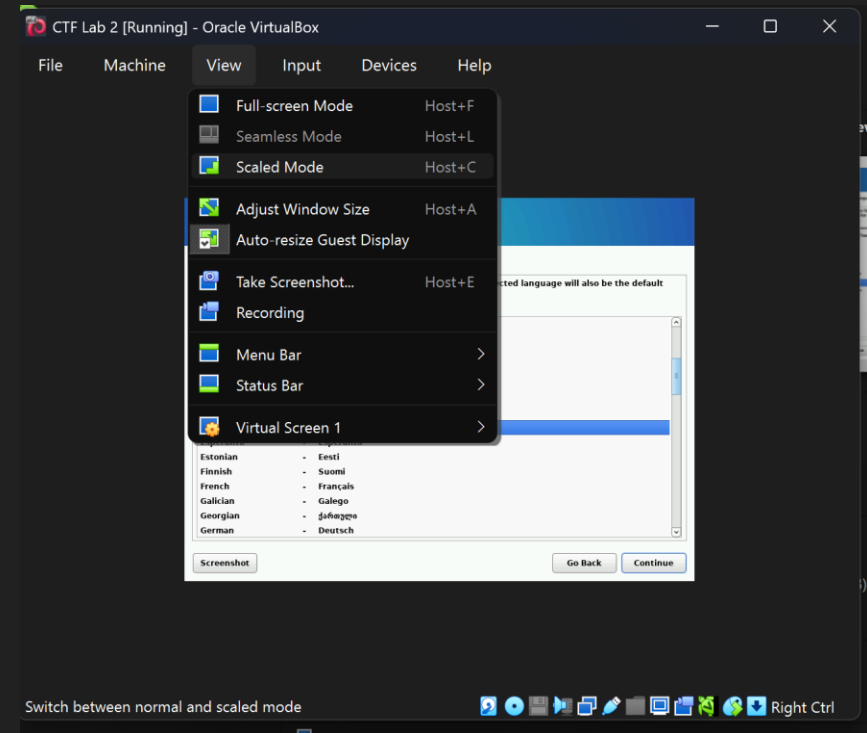 CTF Lab 2 [Running] - Oracle VirtualBox
File Machine View Input Devices Help
Full-screen Mode Host+F
Seamless Mode Host+L
Scaled Mode Host+C
Adjust Window Size Host+A
Auto-resize Guest Display
Take Screenshot... Host+E
cted language will also be the default
Recording
Menu Bar
Status Bar
Virtual Screen 1
Estonian - Eesti
Finnish - Suomi
French - Français
Galician - Galego
Georgian - ქართული
German - Deutsch
Screenshot Go Back Continue
Switch between normal and scaled mode Right Ctrl